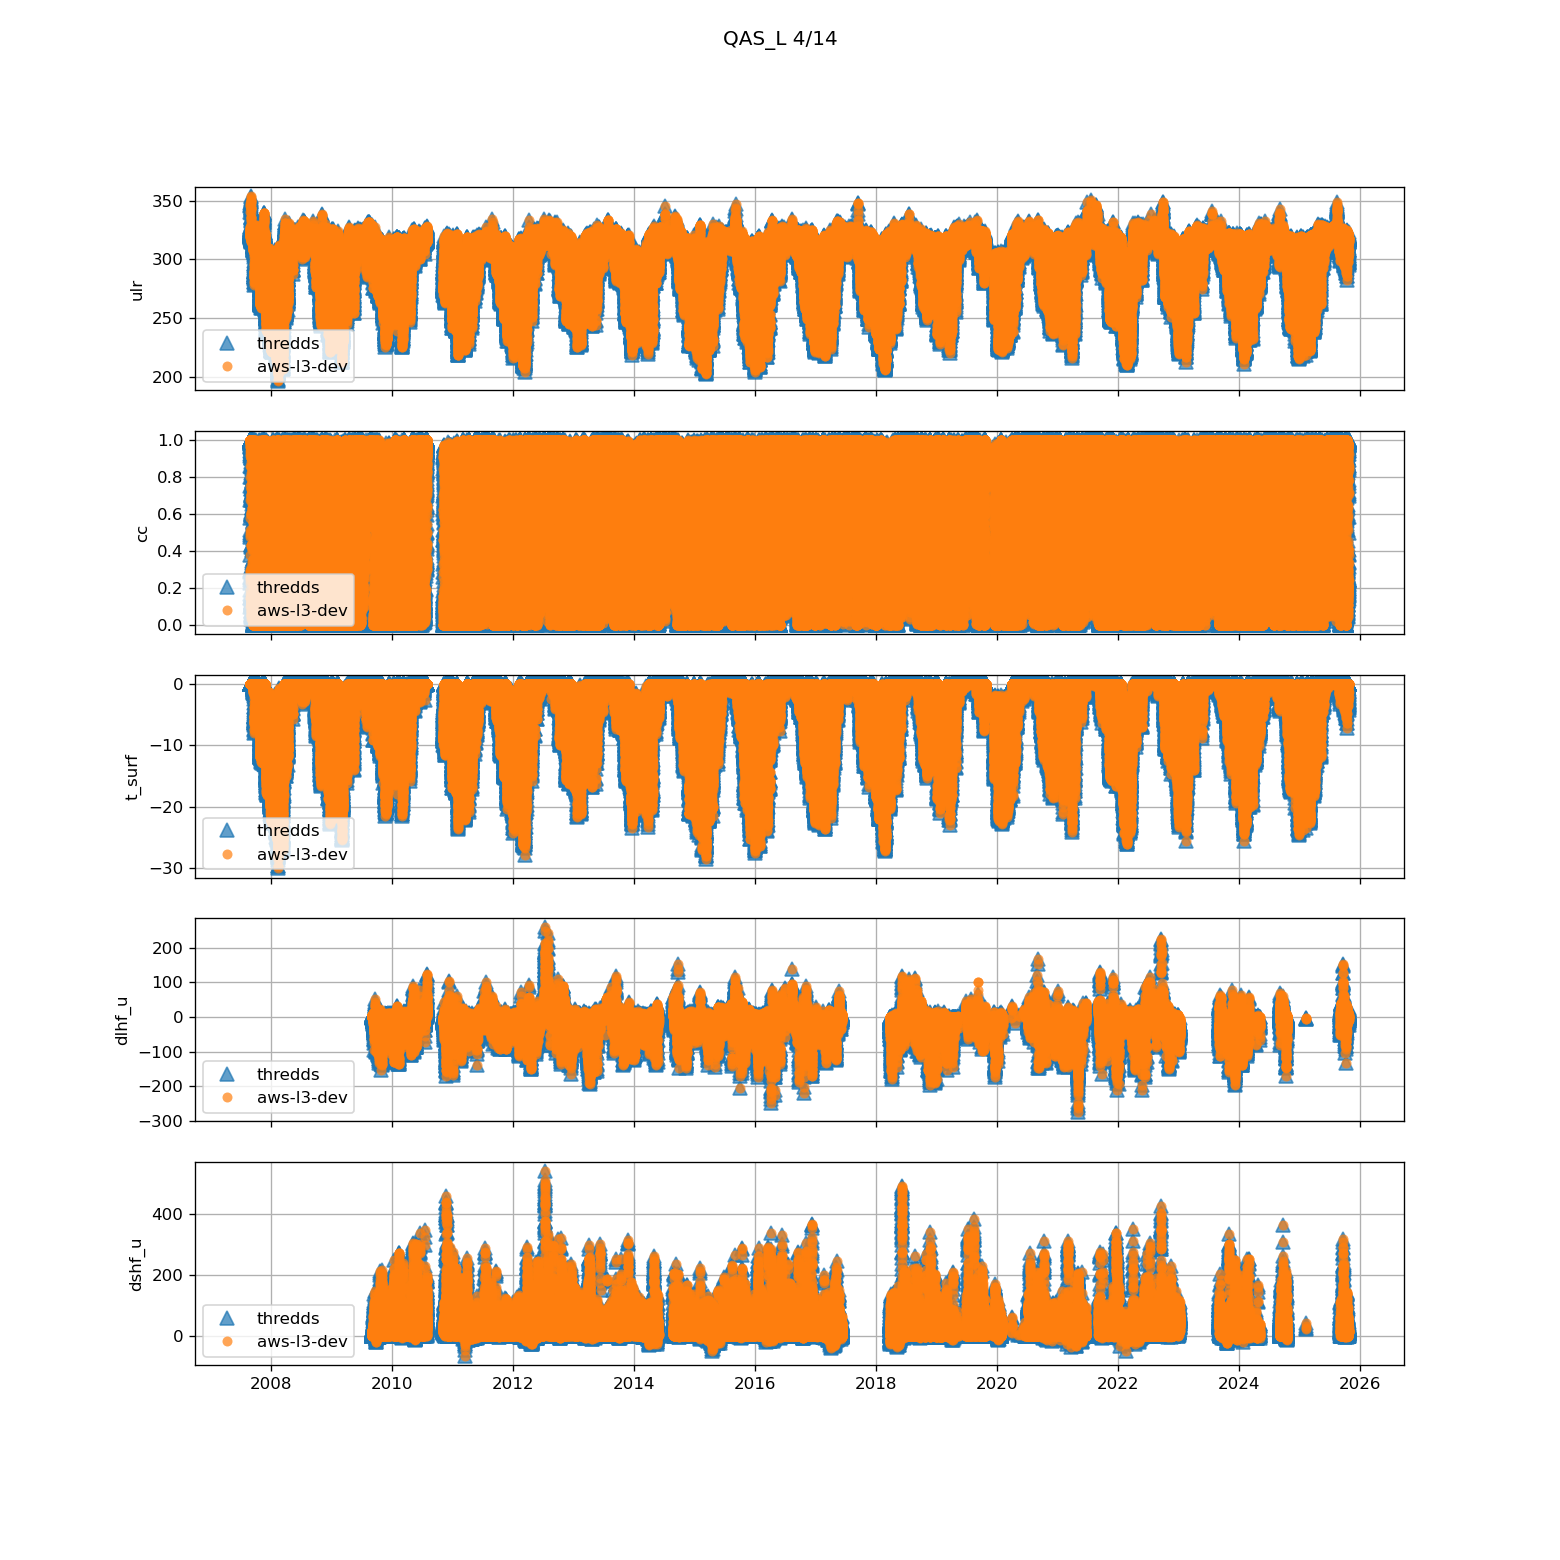 QAS_L 4/14
350
300
250
200
ulr
thredds
aws-l3-dev
1.0
0.8
0.6
0.4
0.2
0.0
cc
thredds
aws-l3-dev
0
−10
−20
−30
t_surf
thredds
aws-l3-dev
200
100
0
−100
−200
−300
dlhf_u
thredds
aws-l3-dev
400
200
0
dshf_u
thredds
aws-l3-dev
2008 2010 2012 2014 2016 2018 2020 2022 2024 2026